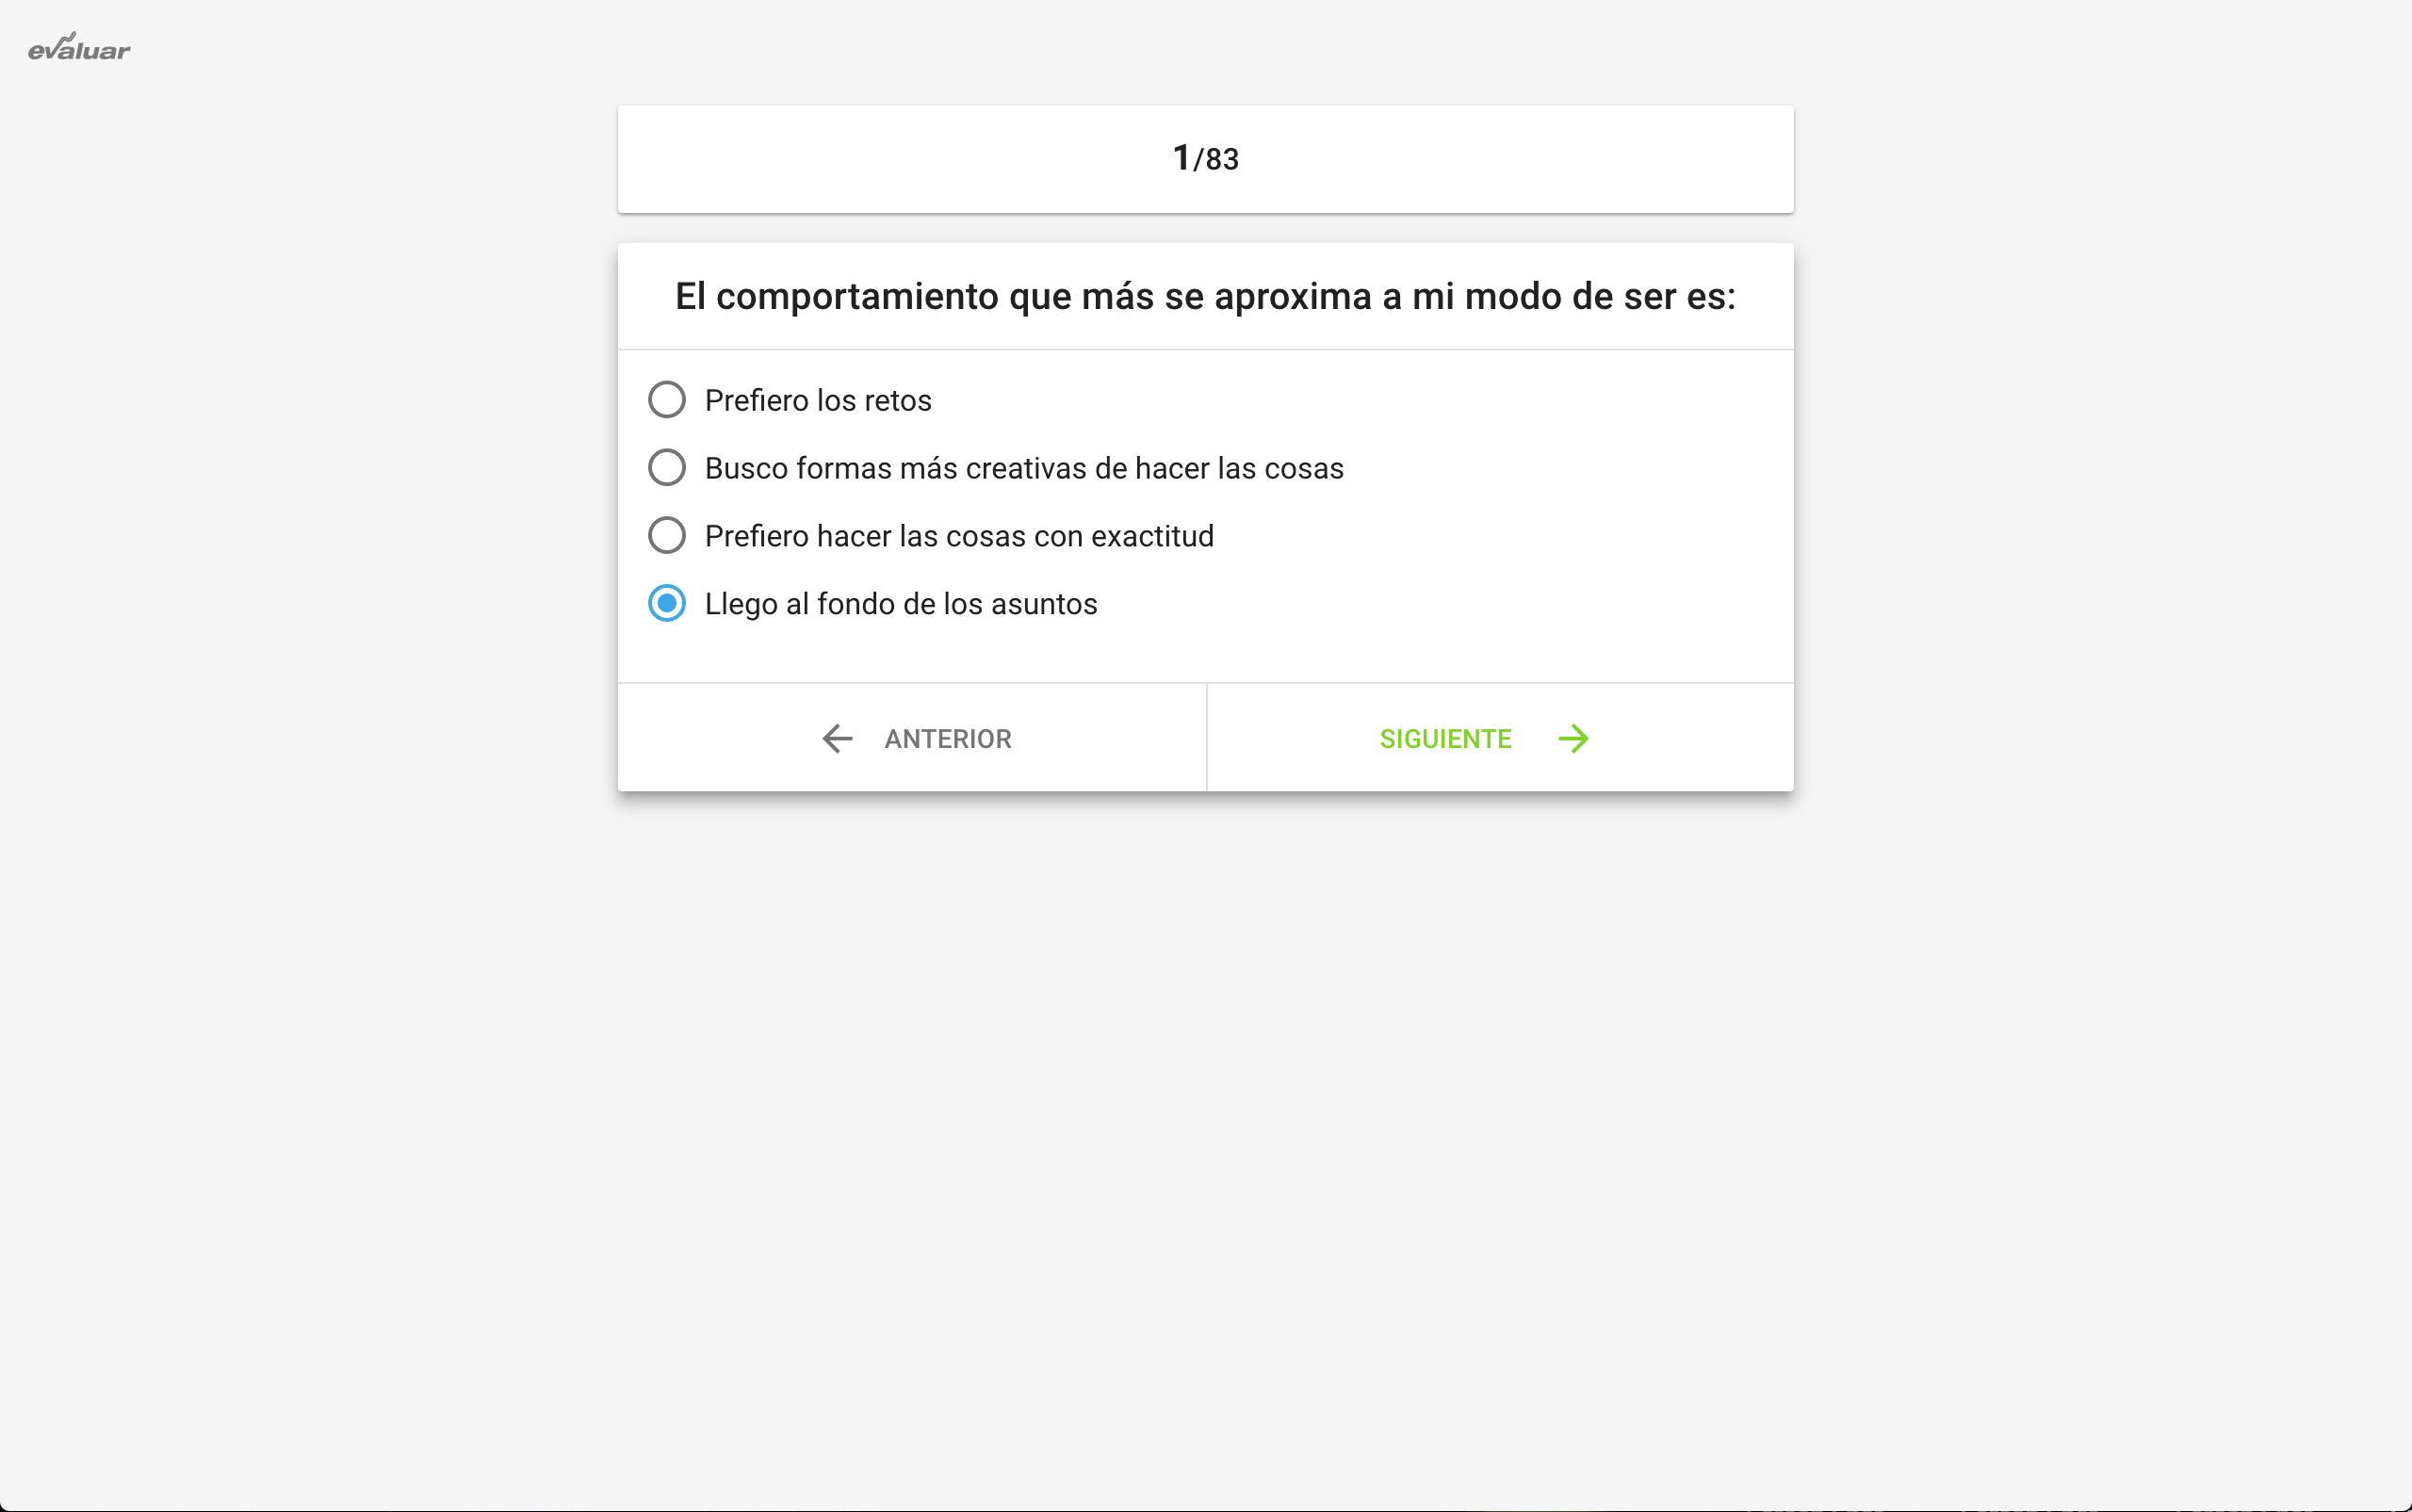 evaluar
1/83
El comportamiento que más se aproxima a mi modo de ser es:
Prefiero los retos
Busco formas más creativas de hacer las cosas
Prefiero hacer las cosas con exactitud
Llego al fondo de los asuntos
ANTERIOR
SIGUIENTE